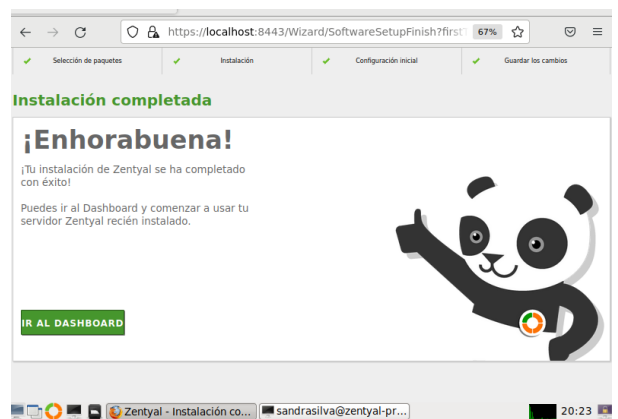 https://localhost:8443/Wizard/SoftwareSetupFinish?first
67%
Selección de paquetes
Instalación
Configuración inicial
Guardar los cambios
Instalación completada
¡Enhorabuena!
¡Tu instalación de Zentyal se ha completado
con éxito!
Puedes ir al Dashboard y comenzar a usar tu
servidor Zentyal recién instalado.
IR AL DASHBOARD
Zentyal - Instalación co...
sandrasilva@zentyal-pr...
20:23